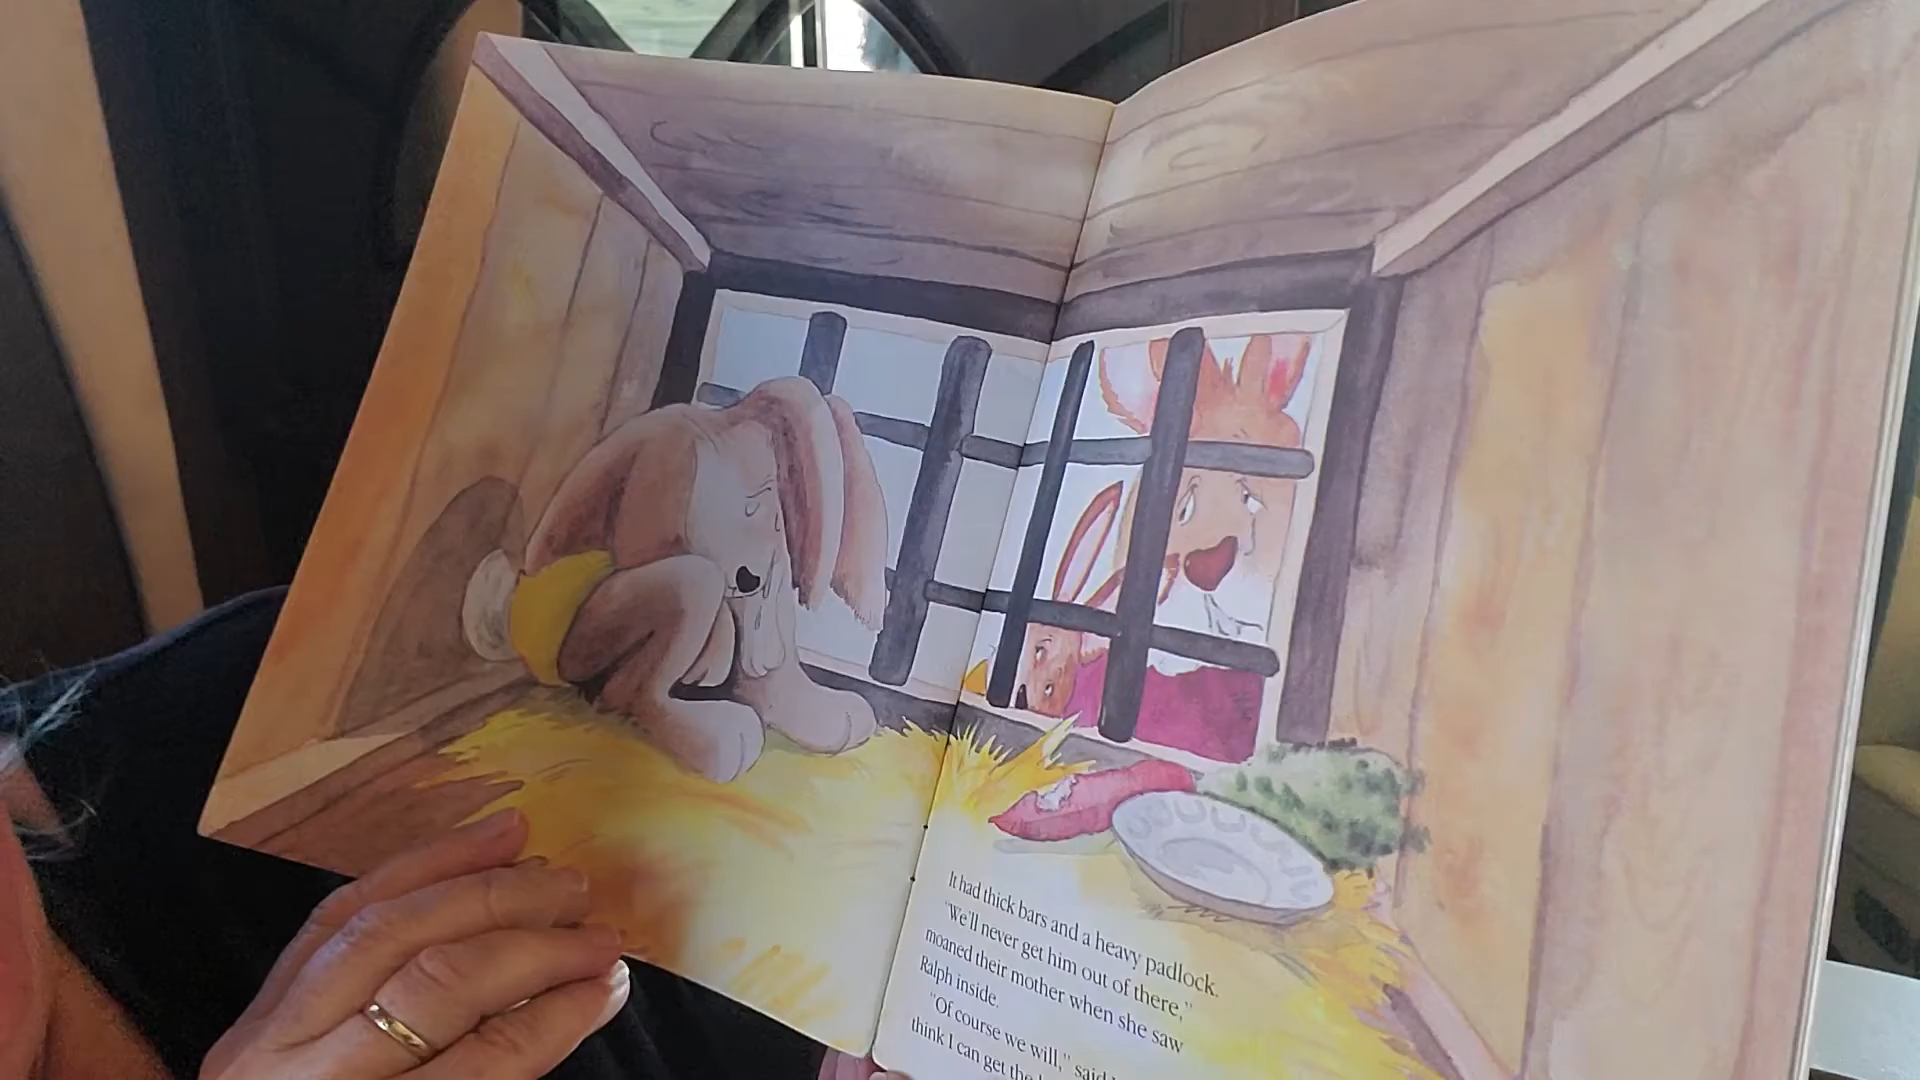 It had thick bars and a heavy padlock.
"We'll never get him out of there,"
moaned their mother when she saw
Ralph inside.
"Of course we will," said
think I can get the